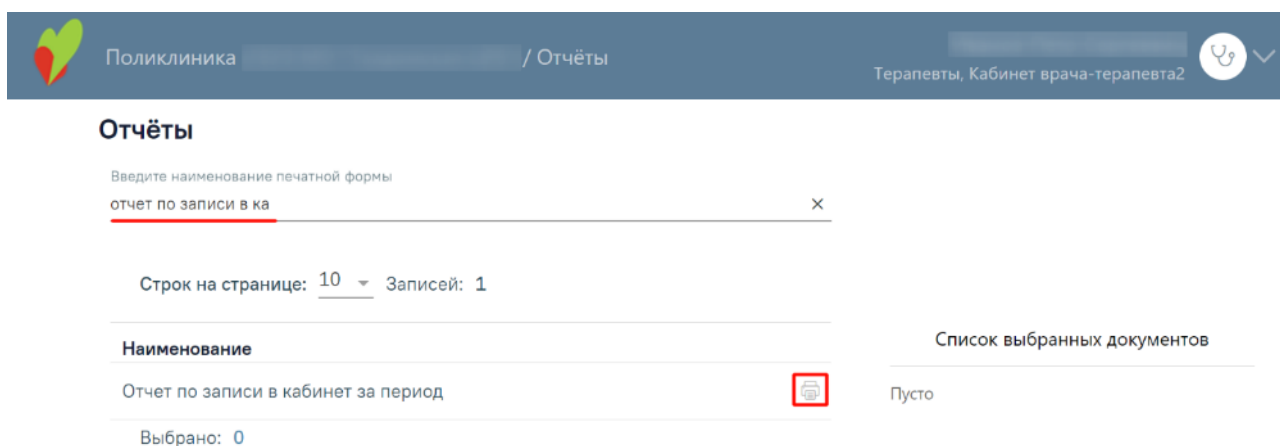 Поликлиника / Отчёты
Терапевты, Кабинет врача-терапевта2
Отчёты
Введите наименование печатной формы
отчет по записи в ка
Строк на странице: 10 Записей: 1
Наименование
Отчет по записи в кабинет за период
Выбрано: 0
Список выбранных документов
Пусто